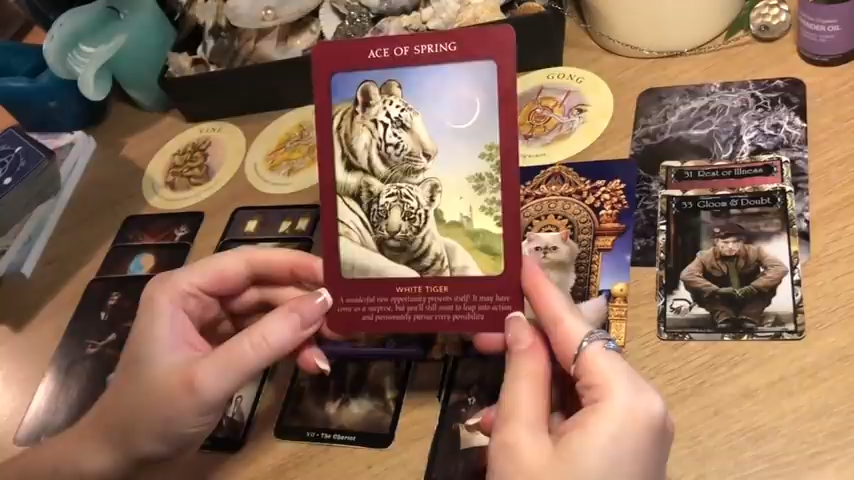 ACE OF SPRING
WHITE TIGER
A wonderful new opportunity presents itself! It may have
come as a surprise, but you'll still want to leap into action
and passionately pursue every possibility.
GONG
31 Rest or Illness
33 Gloom & Doubt
VII - The Chariot